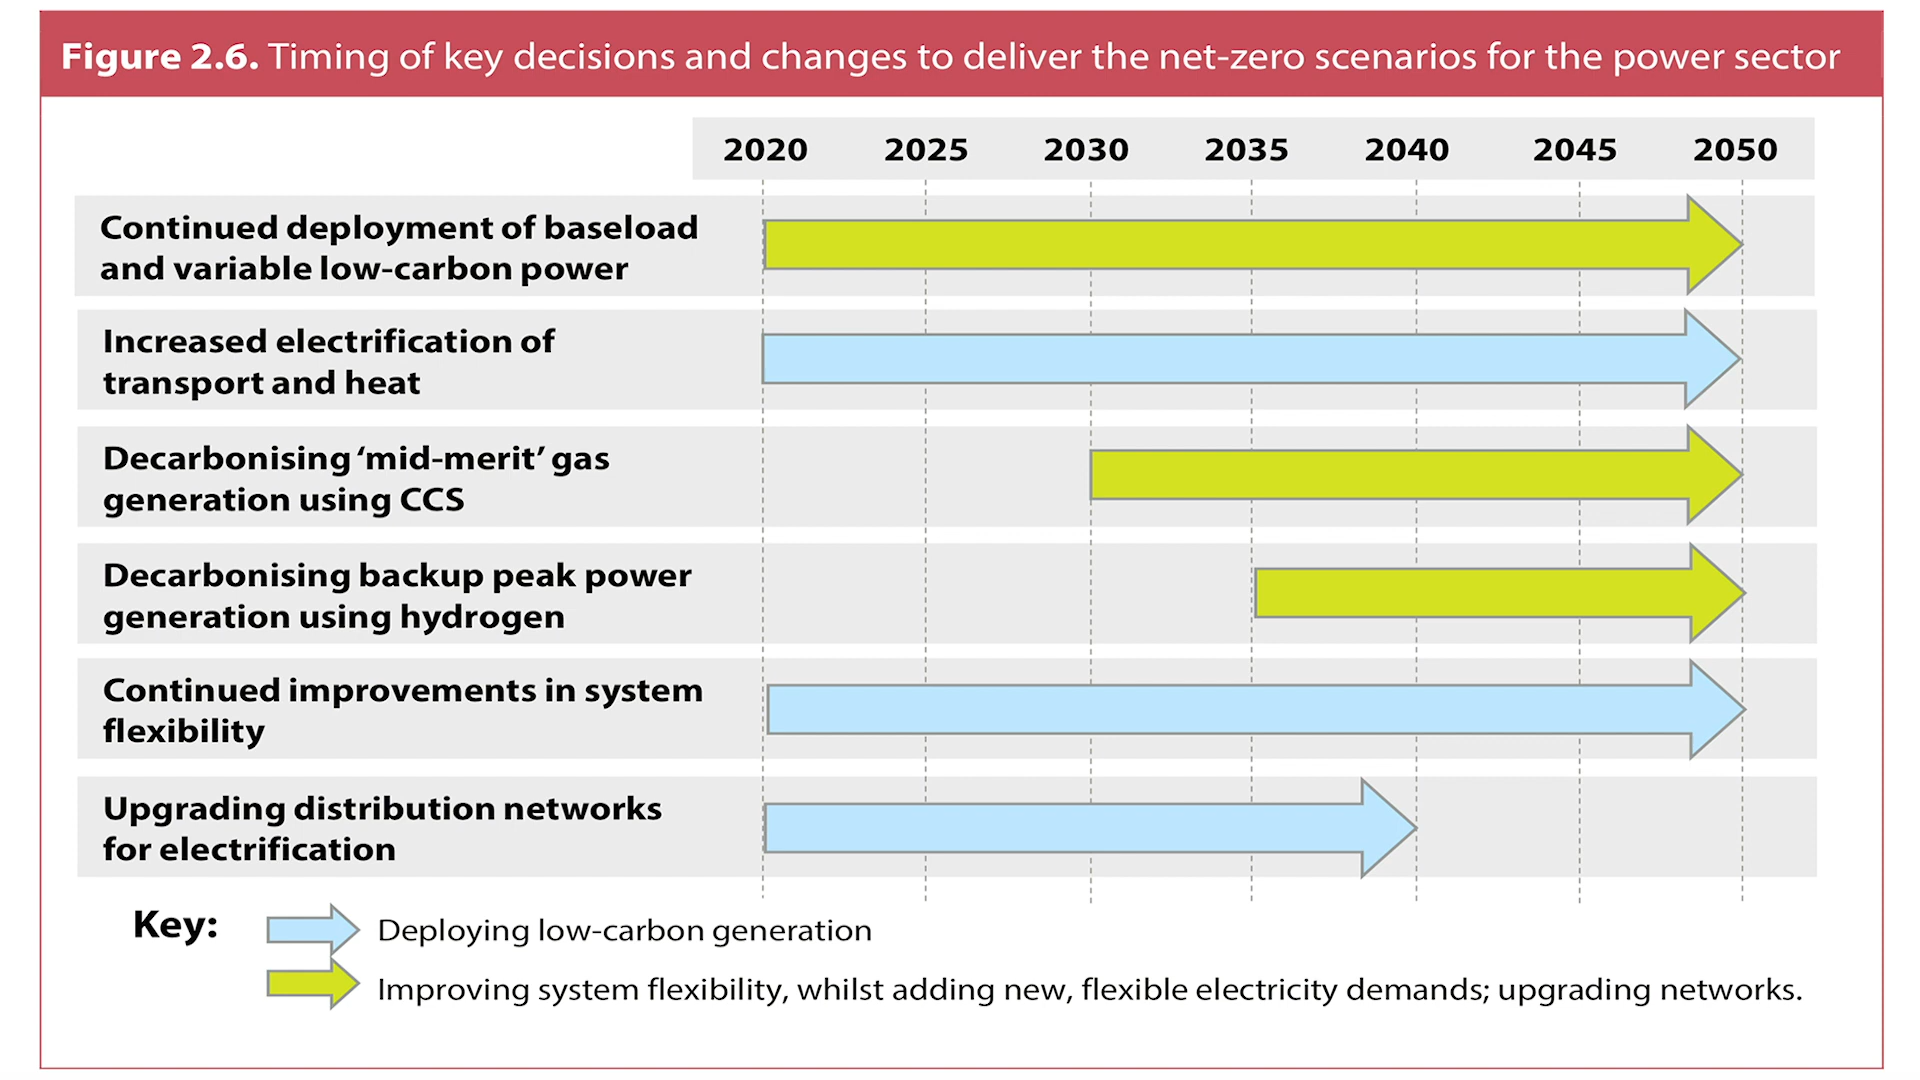 Figure 2.6. Timing of key decisions and changes to deliver the net-zero scenarios for the power sector
2020 2025 2030 2035 2040 2045 2050
Continued deployment of baseload
and variable low-carbon power
Increased electrification of
transport and heat
Decarbonising ‘mid-merit’ gas
generation using CCS
Decarbonising backup peak power
generation using hydrogen
Continued improvements in system
flexibility
Upgrading distribution networks
for electrification
Key:
Deploying low-carbon generation
Improving system flexibility, whilst adding new, flexible electricity demands; upgrading networks.